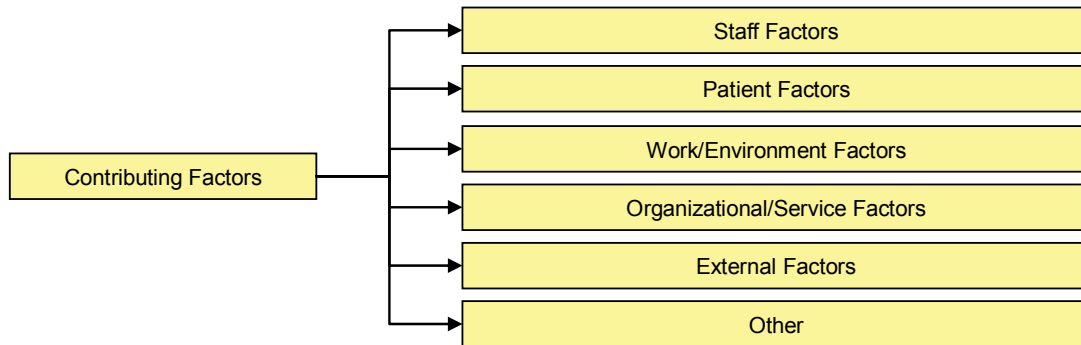 Staff Factors
Patient Factors
Work/Environment Factors
Contributing Factors
Organizational/Service Factors
External Factors
Other